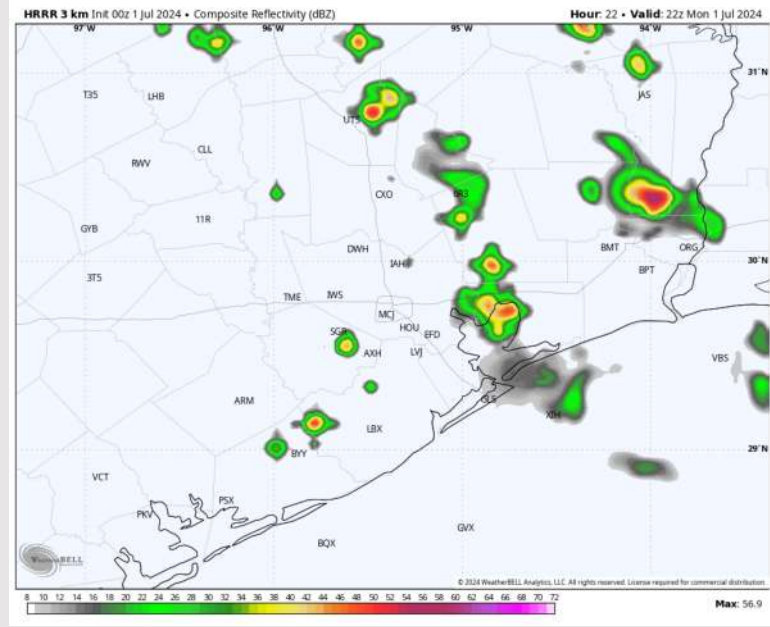 HRRR 3 km Init 00z 1 Jul 2024 • Composite Reflectivity (dBZ)
Hour: 22 • Valid: 22z Mon 1 Jul 2024
97°W 96°W 95°W 94°W
31°N
T35 LHB JAS
UTS
CLL
RWV
CXO 6R3
11R
GYB
DWH BMT ORG
IAH 30°N
BPT
3T5
TME IWS
MCJ
HOU EFD
SGR
AXH LVJ VBS
ARM GLS
XIH
LBX
BYY 29°N
VCT
PSX
PKV
GVX
BQX
WEATHERBELL
© 2024 WeatherBELL Analytics, LLC. All rights reserved. License required for commercial distribution.
8 10 12 14 16 18 20 22 24 26 28 30 32 34 36 38 40 42 44 46 48 50 52 54 56 58 60 62 64 66 68 70 72
Max: 56.9